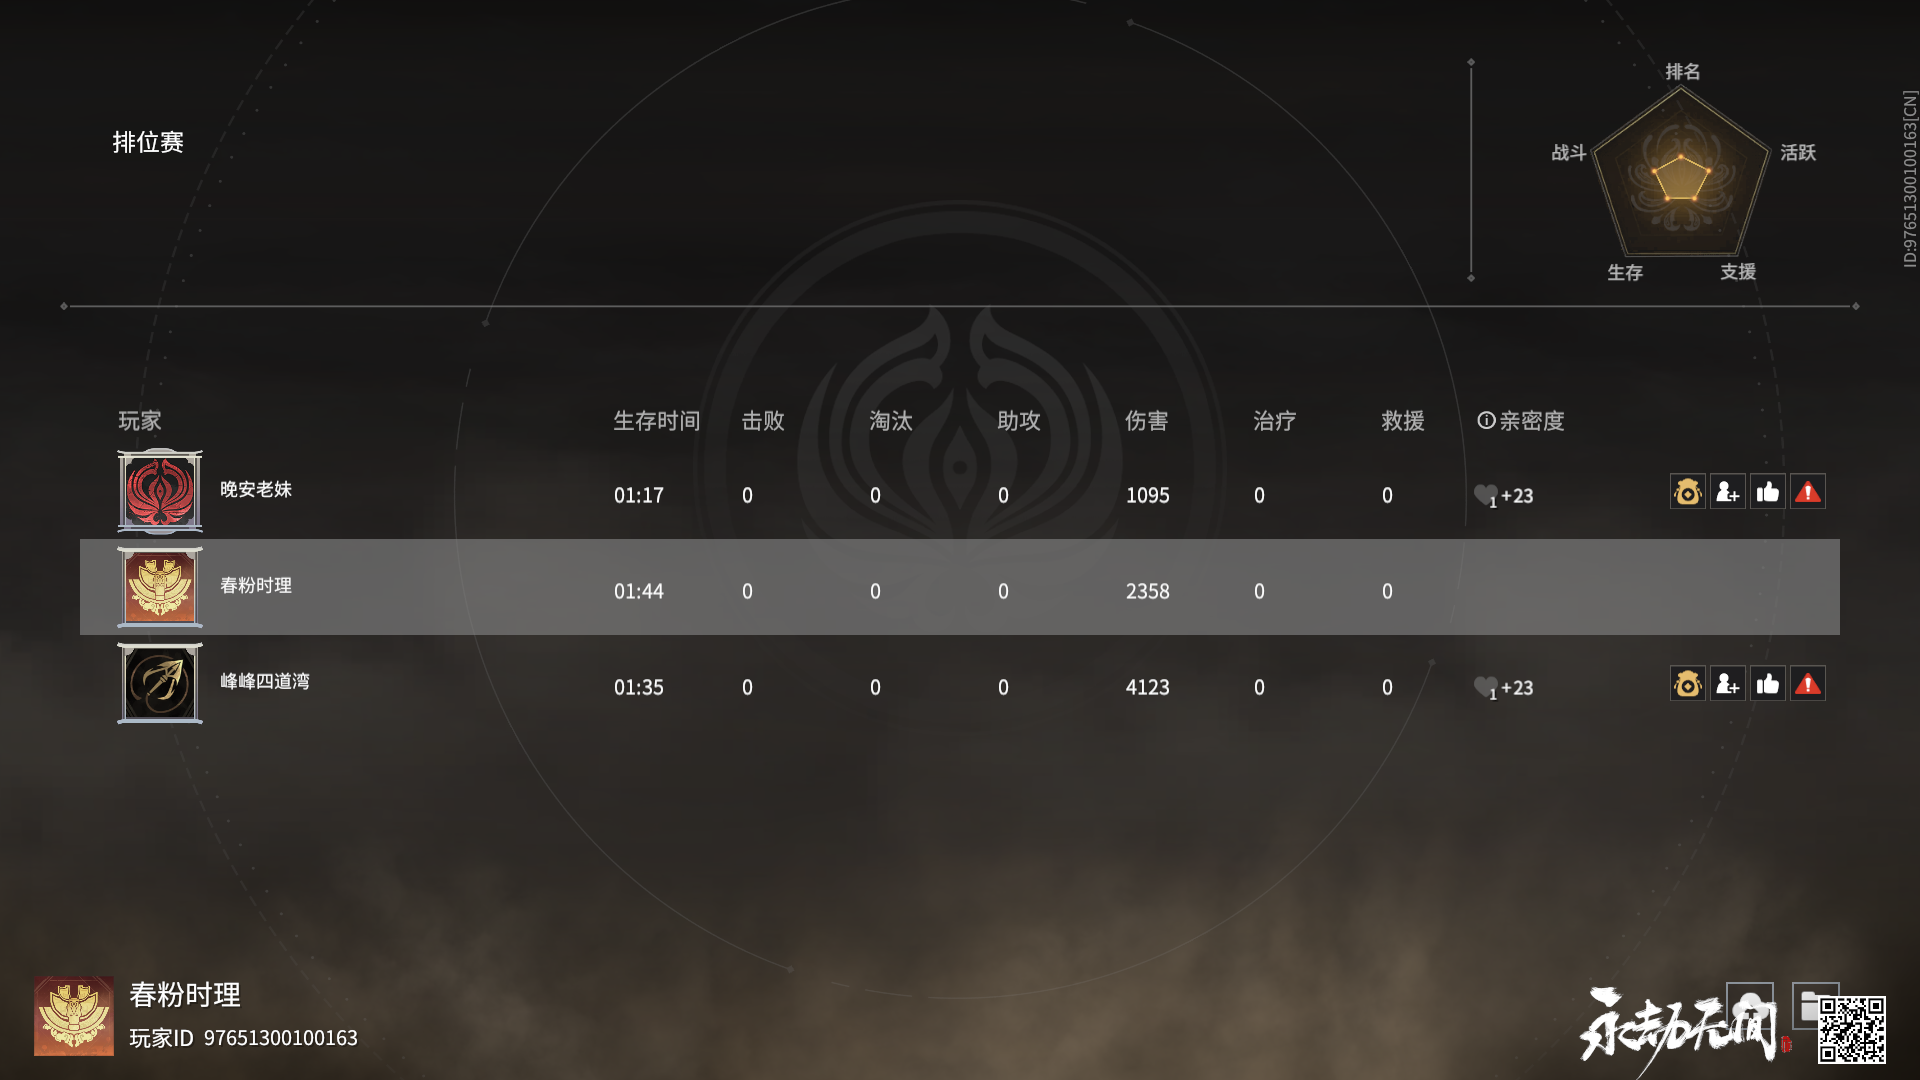 排名
排位赛
战斗
活跃
生存
支援
ID:97651300100163[CN]
玩家 生存时间 击败 淘汰 助攻 伤害 治疗 救援 亲密度
晚安老妹 01:17 0 0 0 1095 0 0 1 +23
春粉时理 01:44 0 0 0 2358 0 0
峰峰四道湾 01:35 0 0 0 4123 0 0 1 +23
春粉时理
玩家ID 97651300100163
永劫无间